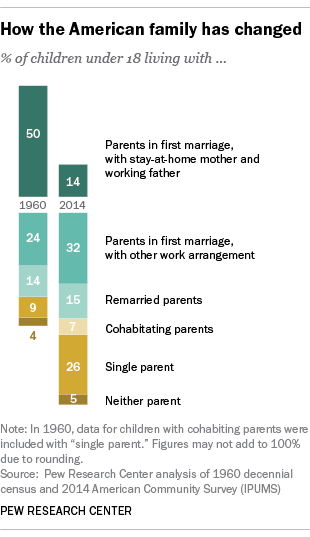 How the American family has changed
% of children under 18 living with ...
50
Parents in first marriage,
with stay-at-home mother and
working father
14
1960 2014
24
32
Parents in first marriage,
with other work arrangement
14
15
Remarried parents
9
7
Cohabitating parents
4
26
Single parent
5
Neither parent
Note: In 1960, data for children with cohabiting parents were
included with “single parent.” Figures may not add to 100%
due to rounding.
Source: Pew Research Center analysis of 1960 decennial
census and 2014 American Community Survey (IPUMS)
PEW RESEARCH CENTER